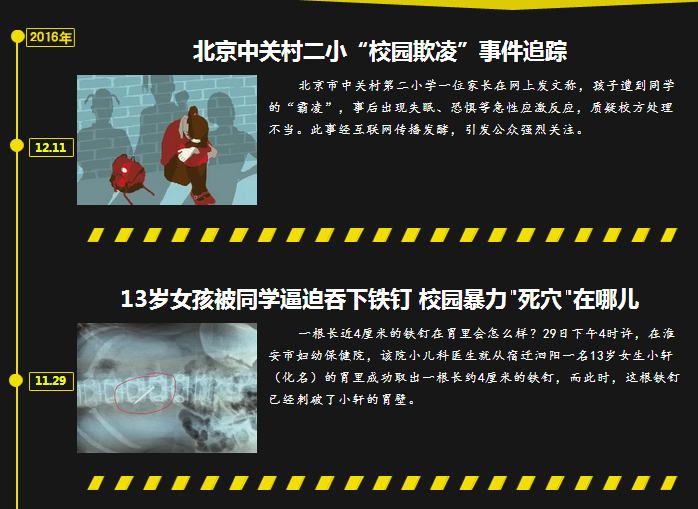 2016年
北京中关村二小“校园欺凌”事件追踪
北京市中关村第二小学一位家长在网上发文称，孩子遭到同学
的“霸凌”，事后出现失眠、恐惧等急性应激反应，质疑校方处理
不当。此事经互联网传播发酵，引发公众强烈关注。
12.11
13岁女孩被同学逼迫吞下铁钉 校园暴力"死穴"在哪儿
一根长近4厘米的铁钉在胃里会怎么样？29日下午4时许，在淮
安市妇幼保健院，该院小儿科医生就从宿迁泗阳一名13岁女生小轩
（化名）的胃里成功取出一根长约4厘米的铁钉，而此时，这根铁钉
已经刺破了小轩的胃壁。
11.29